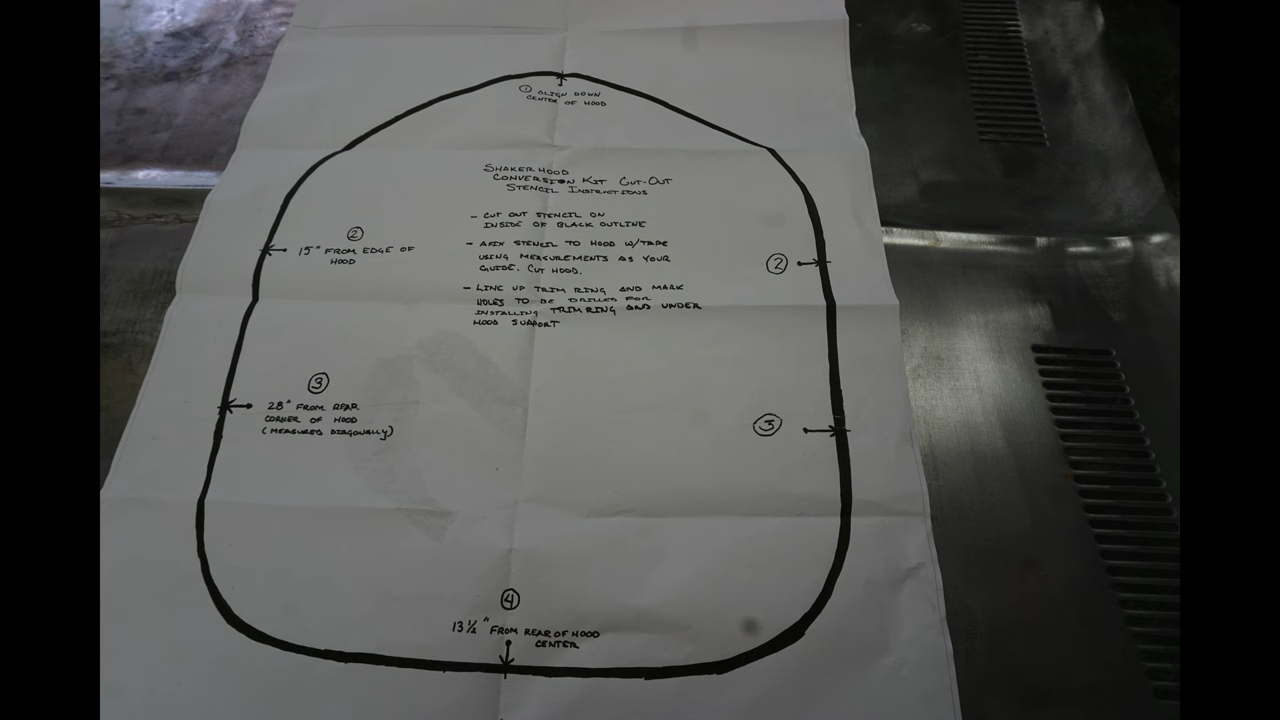 ① ALIGN DOWN
CENTER OF HOOD
SHAKER HOOD
CONVERSION KIT CUT-OUT
STENCIL INSTRUCTIONS
- CUT OUT STENCIL ON
INSIDE OF BLACK OUTLINE
- AFIX STENCIL TO HOOD W/TAPE
USING MEASUREMENTS AS YOUR
GUIDE. CUT HOOD.
- LINE UP TRIM RING AND MARK
HOLES TO BE DRILLED FOR
INSTALLING TRIM RING AND UNDER
HOOD SUPPORT
②
15" FROM EDGE OF
HOOD
②
③
28" FROM REAR
CORNER OF HOOD
(MEASURED DIAGONALLY)
③
④
13 1/2" FROM REAR OF HOOD
CENTER